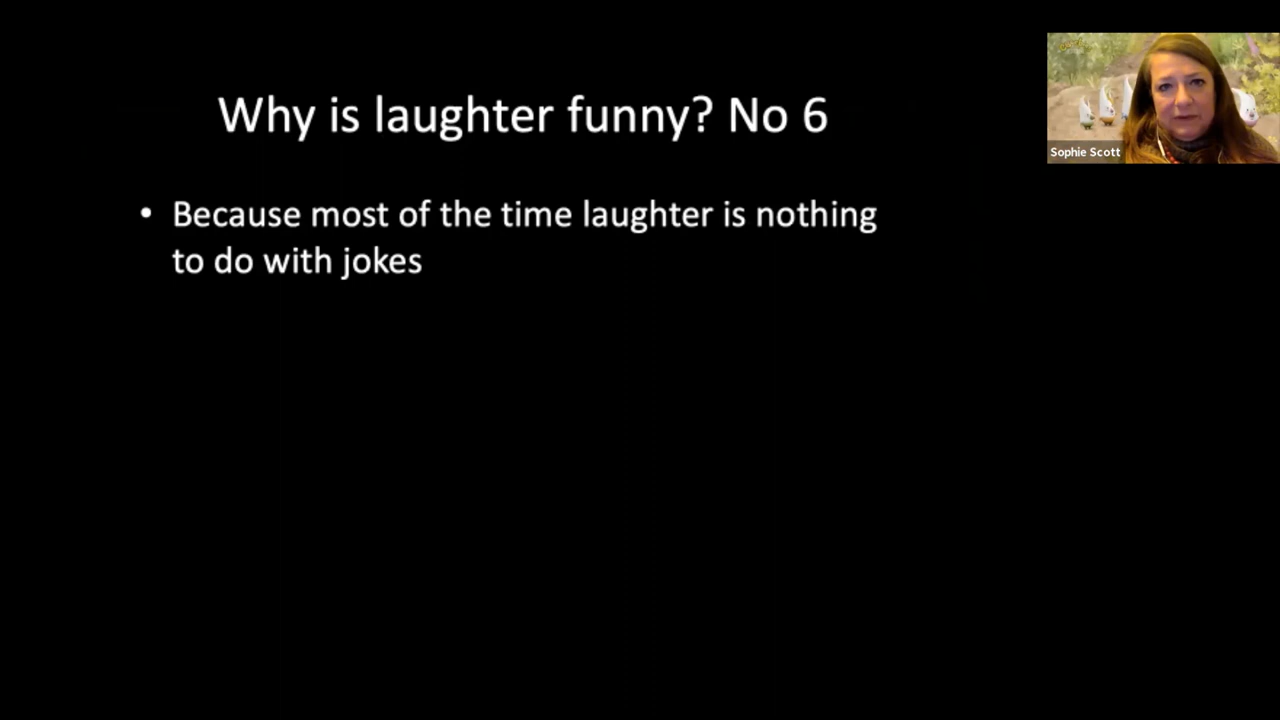 Why is laughter funny? No 6
• Because most of the time laughter is nothing
to do with jokes
Sophie Scott